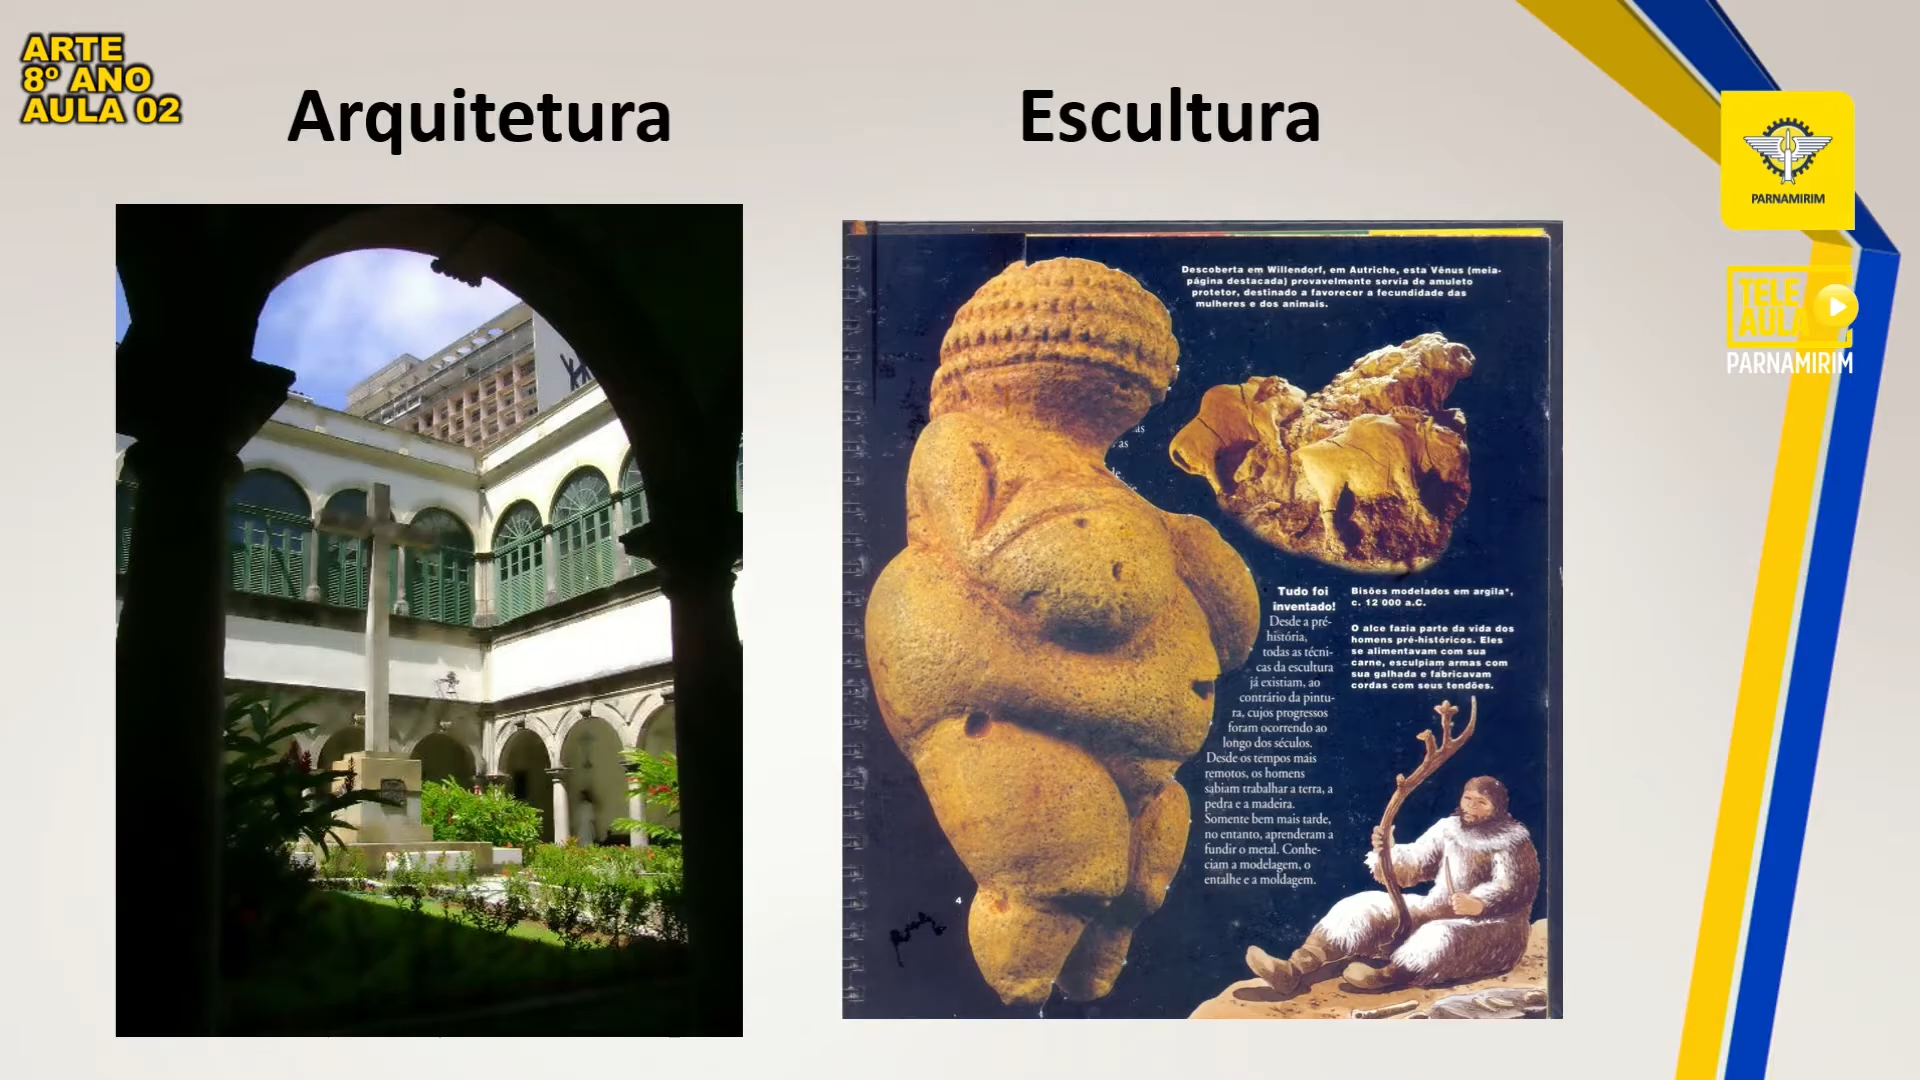 ARTE
8º ANO
AULA 02
Arquitetura
Escultura
PARNAMIRIM
TELE
AULA
PARNAMIRIM
Descoberta em Willendorf, em Autriche, esta Vênus (meia-
página destacada) provavelmente servia de amuleto
protetor, destinado a favorecer a fecundidade das
mulheres e dos animais.
as
as
de
Tudo foi
inventado!
Desde a pré-
história,
todas as técni-
cas da escultura
já existiam, ao
contrário da pintu-
ra, cujos progressos
foram ocorrendo ao
longo dos séculos.
Desde os tempos mais
remotos, os homens
sabiam trabalhar a terra, a
pedra e a madeira.
Somente bem mais tarde,
no entanto, aprenderam a
fundir o metal. Conhe-
ciam a modelagem, o
entalhe e a moldagem.
Bisões modelados em argila*,
c. 12 000 a.C.
O alce fazia parte da vida dos
homens pré-históricos. Eles
se alimentavam com sua
carne, esculpiam armas com
sua galhada e fabricavam
cordas com seus tendões.
4